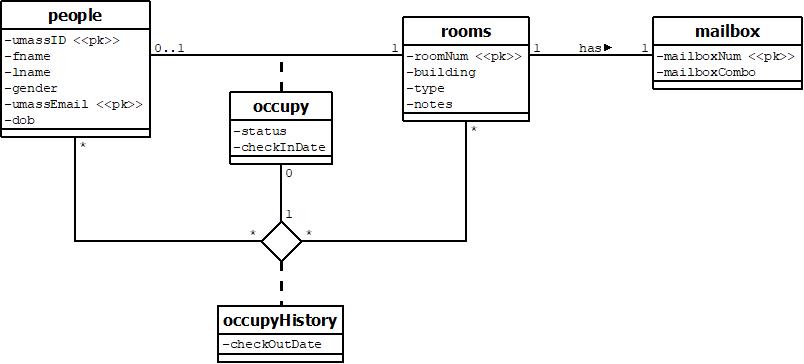 people
-umassID <<pk>>
-fname
-lname
-gender
-umassEmail <<pk>>
-dob
0..1
1
rooms
-roomNum <<pk>>
-building
-type
-notes
1
has▶
1
mailbox
-mailboxNum <<pk>>
-mailboxCombo
occupy
-status
-checkInDate
*
*
0
1
*
*
occupyHistory
-checkOutDate